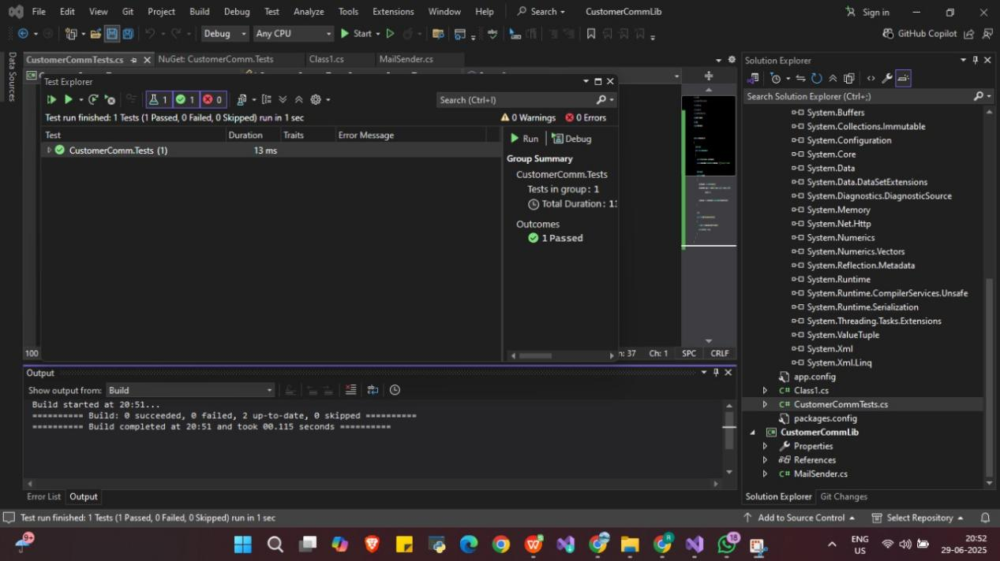 File Edit View Git Project Build Debug Test Analyze Tools Extensions Window Help Search CustomerCommLib Sign in
Debug Any CPU Start GitHub Copilot
Data Sources
CustomerCommTests.cs NuGet: CustomerComm.Tests Class1.cs MailSender.cs
Test Explorer
1 1 0 Search (Ctrl+I)
Test run finished: 1 Tests (1 Passed, 0 Failed, 0 Skipped) run in 1 sec 0 Warnings 0 Errors
Test Duration Traits Error Message
CustomerComm.Tests (1) 13 ms
Run Debug
Group Summary
CustomerComm.Tests
Tests in group: 1
Total Duration:
Outcomes
1 Passed
100
Ch: 1 SPC CRLF
Output
Show output from: Build
Build started at 20:51...
========== Build: 0 succeeded, 0 failed, 2 up-to-date, 0 skipped ==========
========== Build completed at 20:51 and took 00.115 seconds ==========
Error List Output
Solution Explorer
Search Solution Explorer (Ctrl+;)
System.Buffers
System.Collections.Immutable
System.Configuration
System.Core
System.Data
System.Data.DataSetExtensions
System.Diagnostics.DiagnosticSource
System.Memory
System.Net.Http
System.Numerics
System.Numerics.Vectors
System.Reflection.Metadata
System.Runtime
System.Runtime.CompilerServices.Unsafe
System.Runtime.Serialization
System.Threading.Tasks.Extensions
System.ValueTuple
System.Xml
System.Xml.Linq
app.config
C# Class1.cs
C# CustomerCommTests.cs
packages.config
CustomerCommLib
Properties
References
C# MailSender.cs
Solution Explorer Git Changes
Test run finished: 1 Tests (1 Passed, 0 Failed, 0 Skipped) run in 1 sec Add to Source Control Select Repository
9+ R 18 ENG 20:52
US 29-06-2025